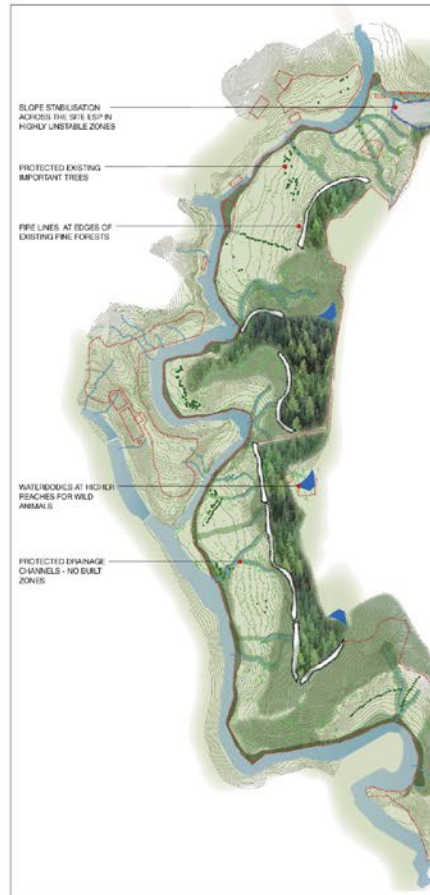 SLOPE STABILISATION
ACROSS THE SITE ESP IN
HIGHLY UNSTABLE ZONES
PROTECTED EXISTING
IMPORTANT TREES
FIRE LINES AT EDGES OF
EXISTING PINE FORESTS
WATERBODIES AT HIGHER
REACHES FOR WILD
ANIMALS
PROTECTED DRAINAGE
CHANNELS - NO BUILT
ZONES